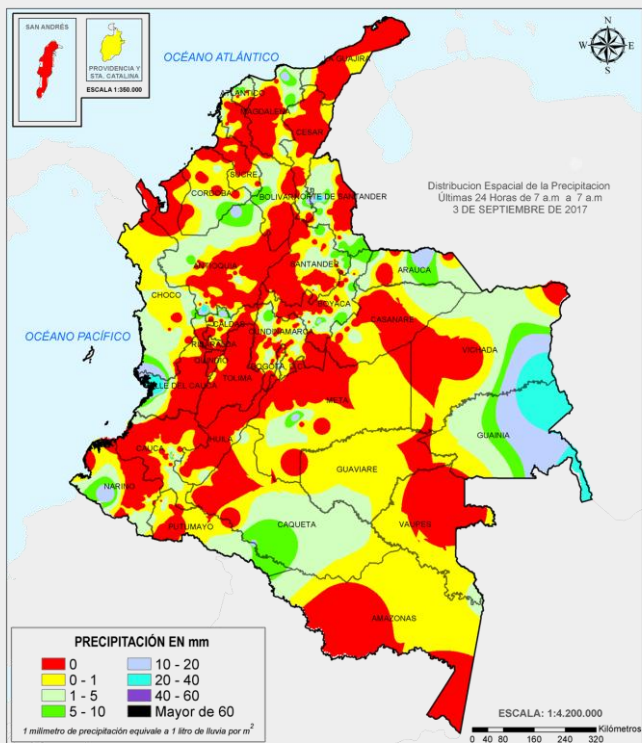 SAN ANDRÉS
PROVIDENCIA Y
STA. CATALINA
ESCALA 1:350.000
OCÉANO ATLÁNTICO
N
W E
S
LA GUAJIRA
ATLANTICO
MAGDALENA
CESAR
SUCRE
CORDOBA
BOLIVAR
NORTE DE SANTANDER
Distribucion Espacial de la Precipitacion
Últimas 24 Horas de 7 a.m a 7 a.m
3 DE SEPTIEMBRE DE 2017
ANTIOQUIA
SANTANDER
ARAUCA
CHOCO
BOYACA
CASANARE
OCÉANO PACÍFICO
CALDAS
CUNDINAMARCA
RISARALDA
VICHADA
QUINDIO
BOGOTA, D.C.
VALLE DEL CAUCA
TOLIMA
META
GUAINIA
HUILA
CAUCA
GUAVIARE
NARIÑO
CAQUETA
VAUPES
PUTUMAYO
AMAZONAS
PRECIPITACIÓN EN mm
0 10 - 20
0 - 1 20 - 40
1 - 5 40 - 60
5 - 10 Mayor de 60
1 milimetro de precipitación equivale a 1 litro de lluvia por m²
ESCALA: 1:4.200.000
Kilómetros
0 40 80 160 240 320